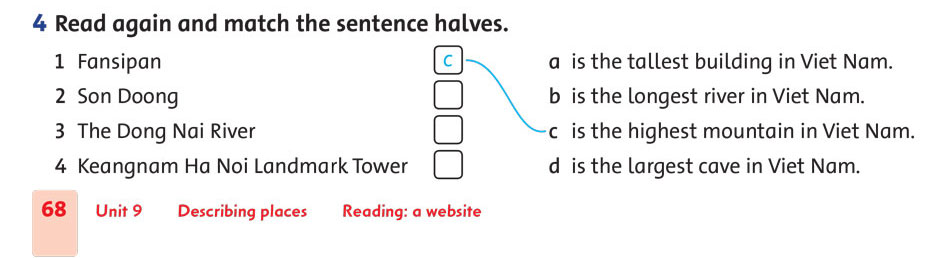 4 Read again and match the sentence halves.
1 Fansipan c a is the tallest building in Viet Nam.
2 Son Doong b is the longest river in Viet Nam.
3 The Dong Nai River c is the highest mountain in Viet Nam.
4 Keangnam Ha Noi Landmark Tower d is the largest cave in Viet Nam.
68 Unit 9 Describing places Reading: a website